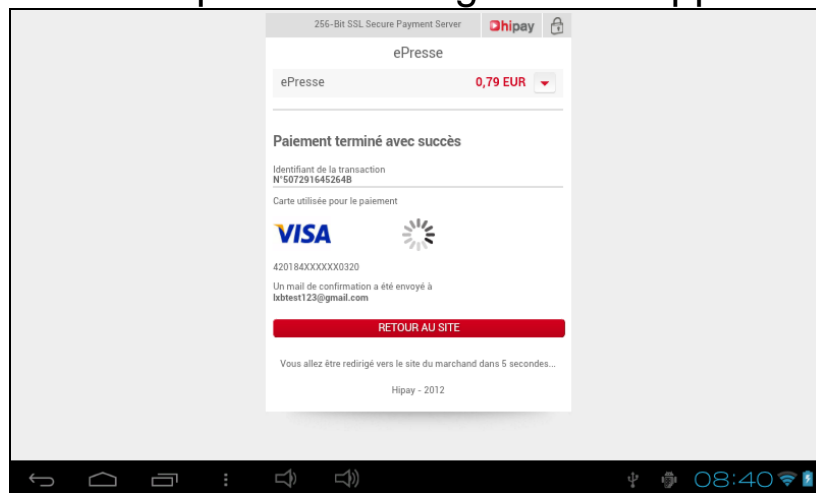 256-Bit SSL Secure Payment Server hipay
ePresse
ePresse 0,79 EUR
Paiement terminé avec succès
Identifiant de la transaction
N°507291645264B
Carte utilisée pour le paiement
VISA
420184XXXXXX0320
Un mail de confirmation a été envoyé à
lxbtest123@gmail.com
RETOUR AU SITE
Vous allez être redirigé vers le site du marchand dans 5 secondes...
Hipay - 2012
08:40